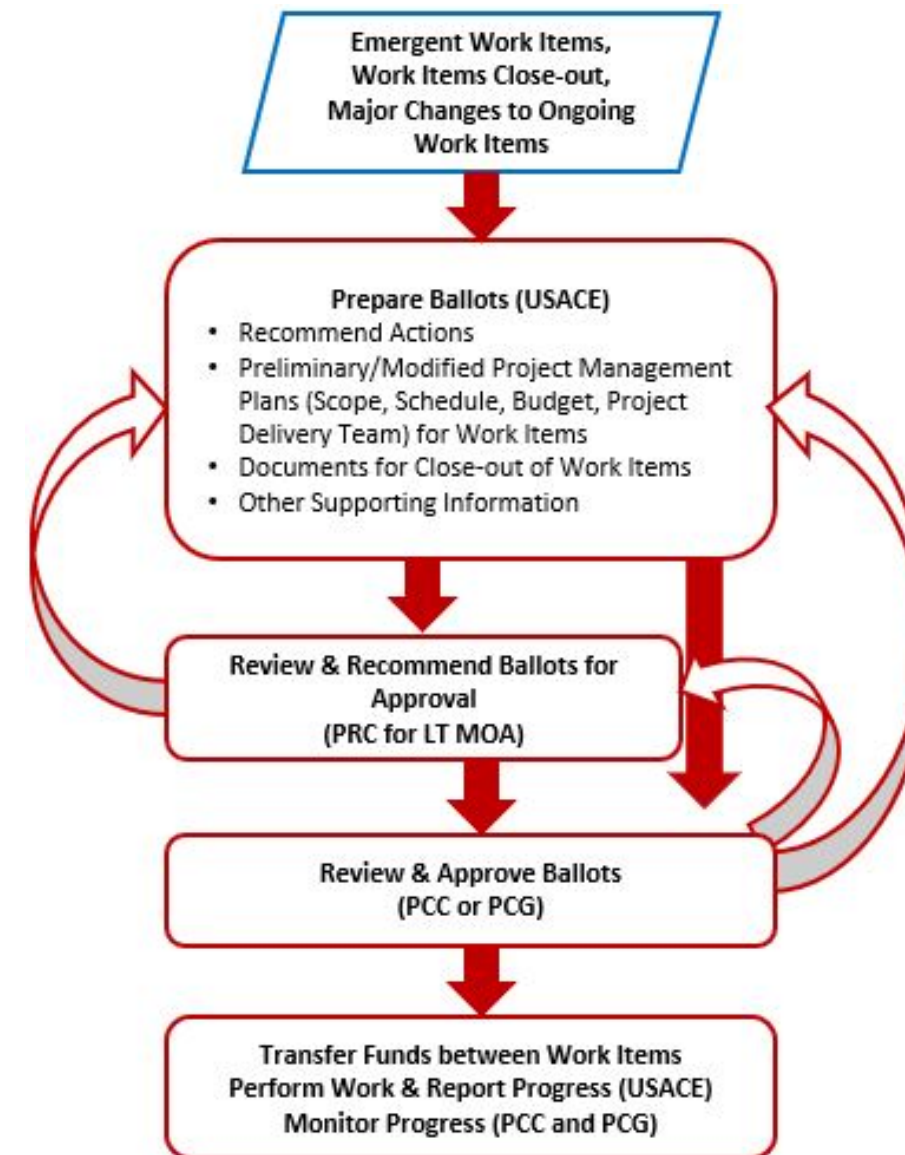 Emergent Work Items,
Work Items Close-out,
Major Changes to Ongoing
Work Items
Prepare Ballots (USACE)
• Recommend Actions
• Preliminary/Modified Project Management
Plans (Scope, Schedule, Budget, Project
Delivery Team) for Work Items
• Documents for Close-out of Work Items
• Other Supporting Information
Review & Recommend Ballots for
Approval
(PRC for LT MOA)
Review & Approve Ballots
(PCC or PCG)
Transfer Funds between Work Items
Perform Work & Report Progress (USACE)
Monitor Progress (PCC and PCG)